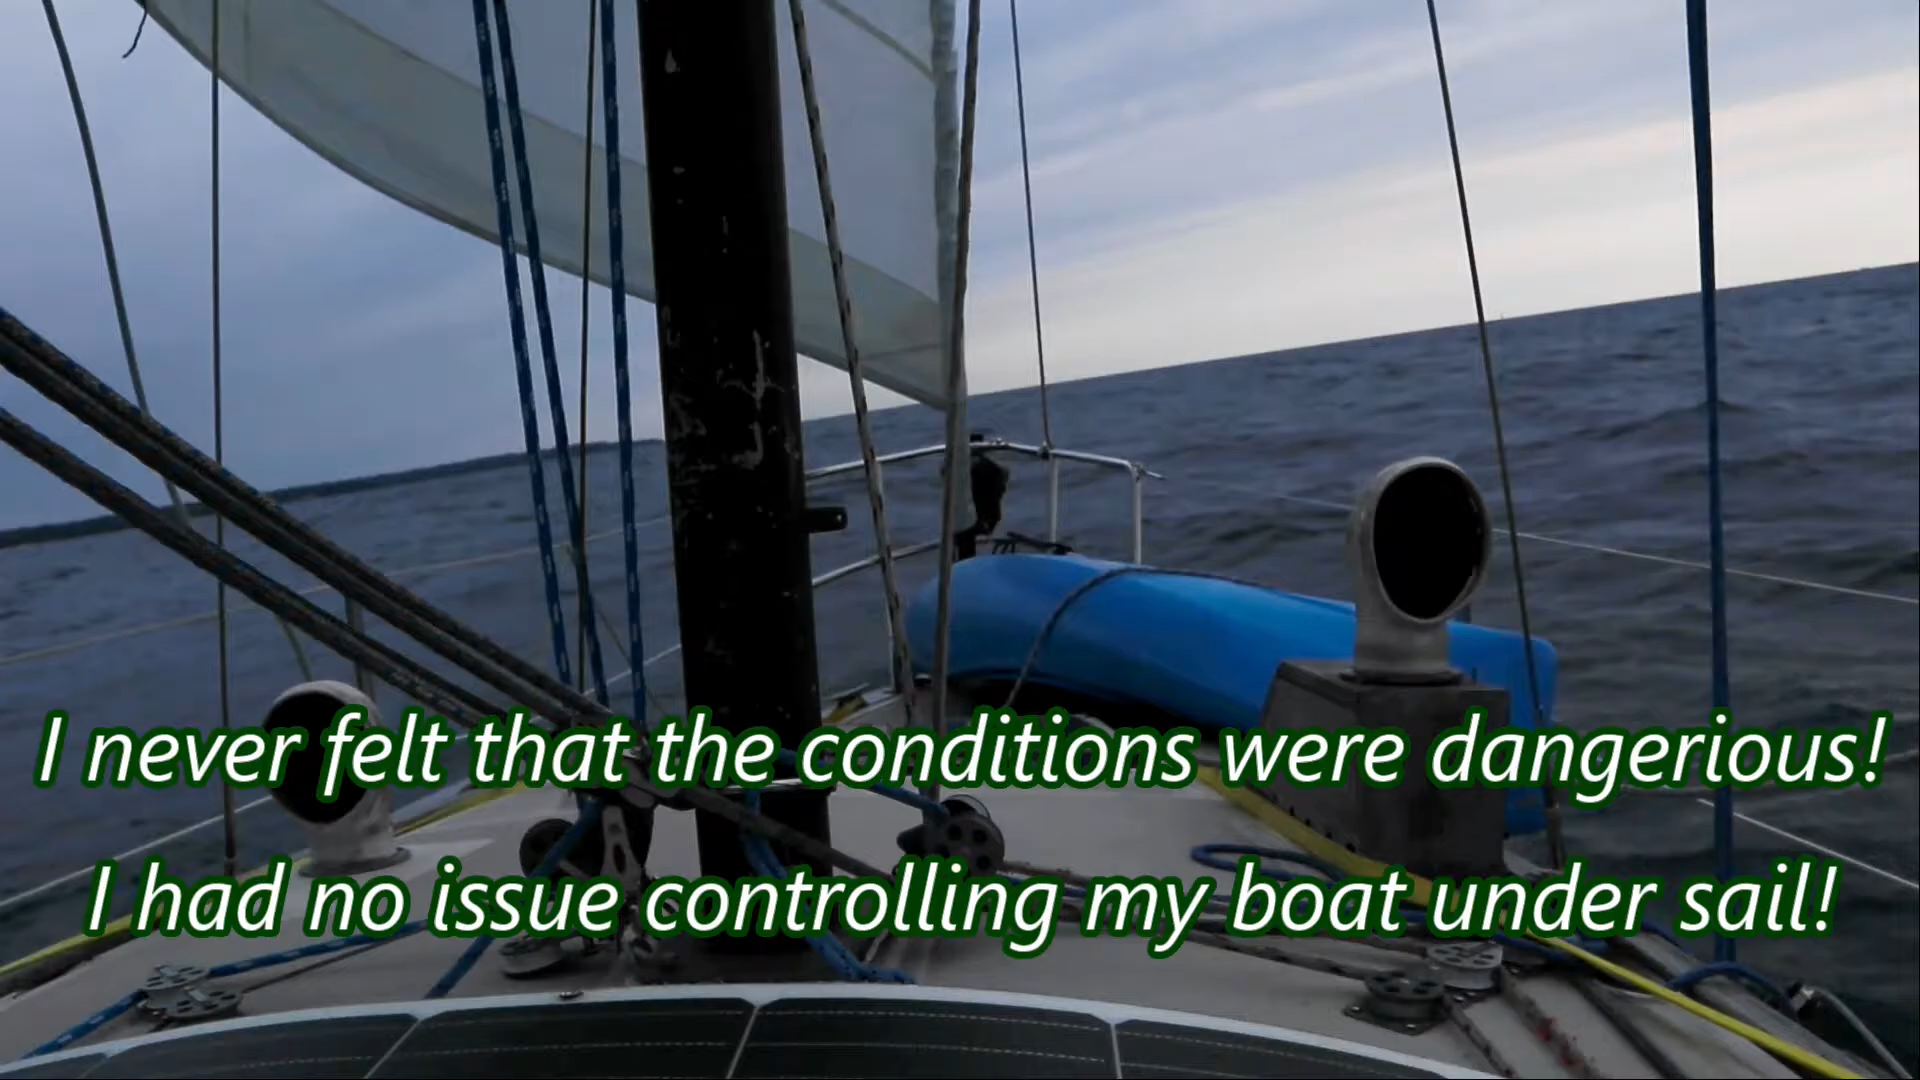 I never felt that the conditions were dangerious!
I had no issue controlling my boat under sail!